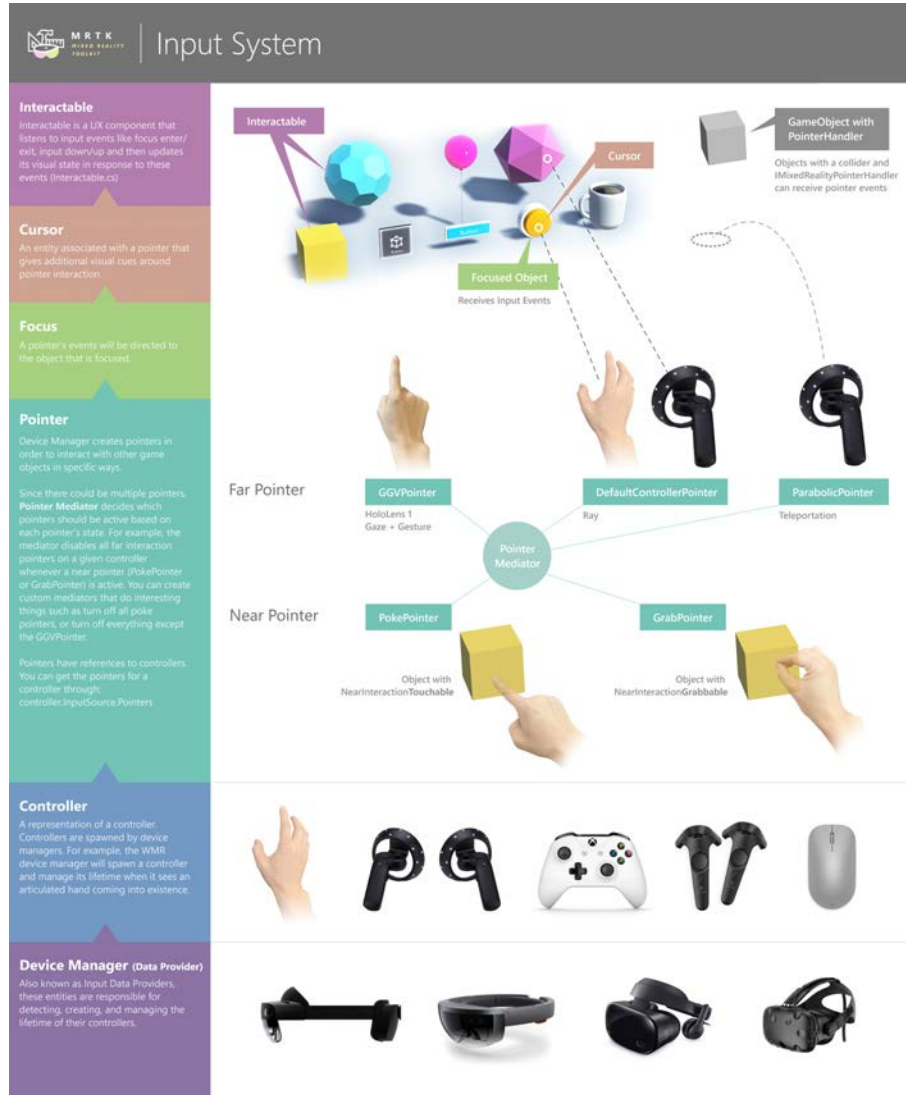 MRTK
MIXED REALITY
TOOLKIT
Input System
Interactable
Interactable is a UX component that
listens to input events like focus enter/
exit, input down/up and then updates
its visual state in response to these
events (Interactable.cs)
Cursor
An entity associated with a pointer that
gives additional visual cues around
pointer interaction.
Focus
A pointer's events will be directed to
the object that is focused.
Pointer
Device Manager creates pointers in
order to interact with other game
objects in specific ways.
Since there could be multiple pointers,
Pointer Mediator decides which
pointers should be active based on
each pointer's state. For example, the
mediator disables all far interaction
pointers on a given controller
whenever a near pointer (PokePointer
or GrabPointer) is active. You can create
custom mediators that do interesting
things such as turn off all poke
pointers, or turn off everything except
the GGVPointer.
Pointers have references to controllers.
You can get the pointers for a
controller through:
controller.InputSource.Pointers
Controller
A representation of a controller.
Controllers are spawned by device
managers. For example, the WMR
device manager will spawn a controller
and manage its lifetime when it sees an
articulated hand coming into existence.
Device Manager (Data Provider)
Also known as Input Data Providers,
these entities are responsible for
detecting, creating, and managing the
lifetime of their controllers.
Interactable
Cursor
Button
Button
Focused Object
Receives Input Events
GameObject with
PointerHandler
Objects with a collider and
IMixedRealityPointerHandler
can receive pointer events
Far Pointer
GGVPointer
HoloLens 1
Gaze + Gesture
DefaultControllerPointer
Ray
ParabolicPointer
Teleportation
Pointer
Mediator
Near Pointer
PokePointer
GrabPointer
Object with
NearInteractionTouchable
Object with
NearInteractionGrabbable